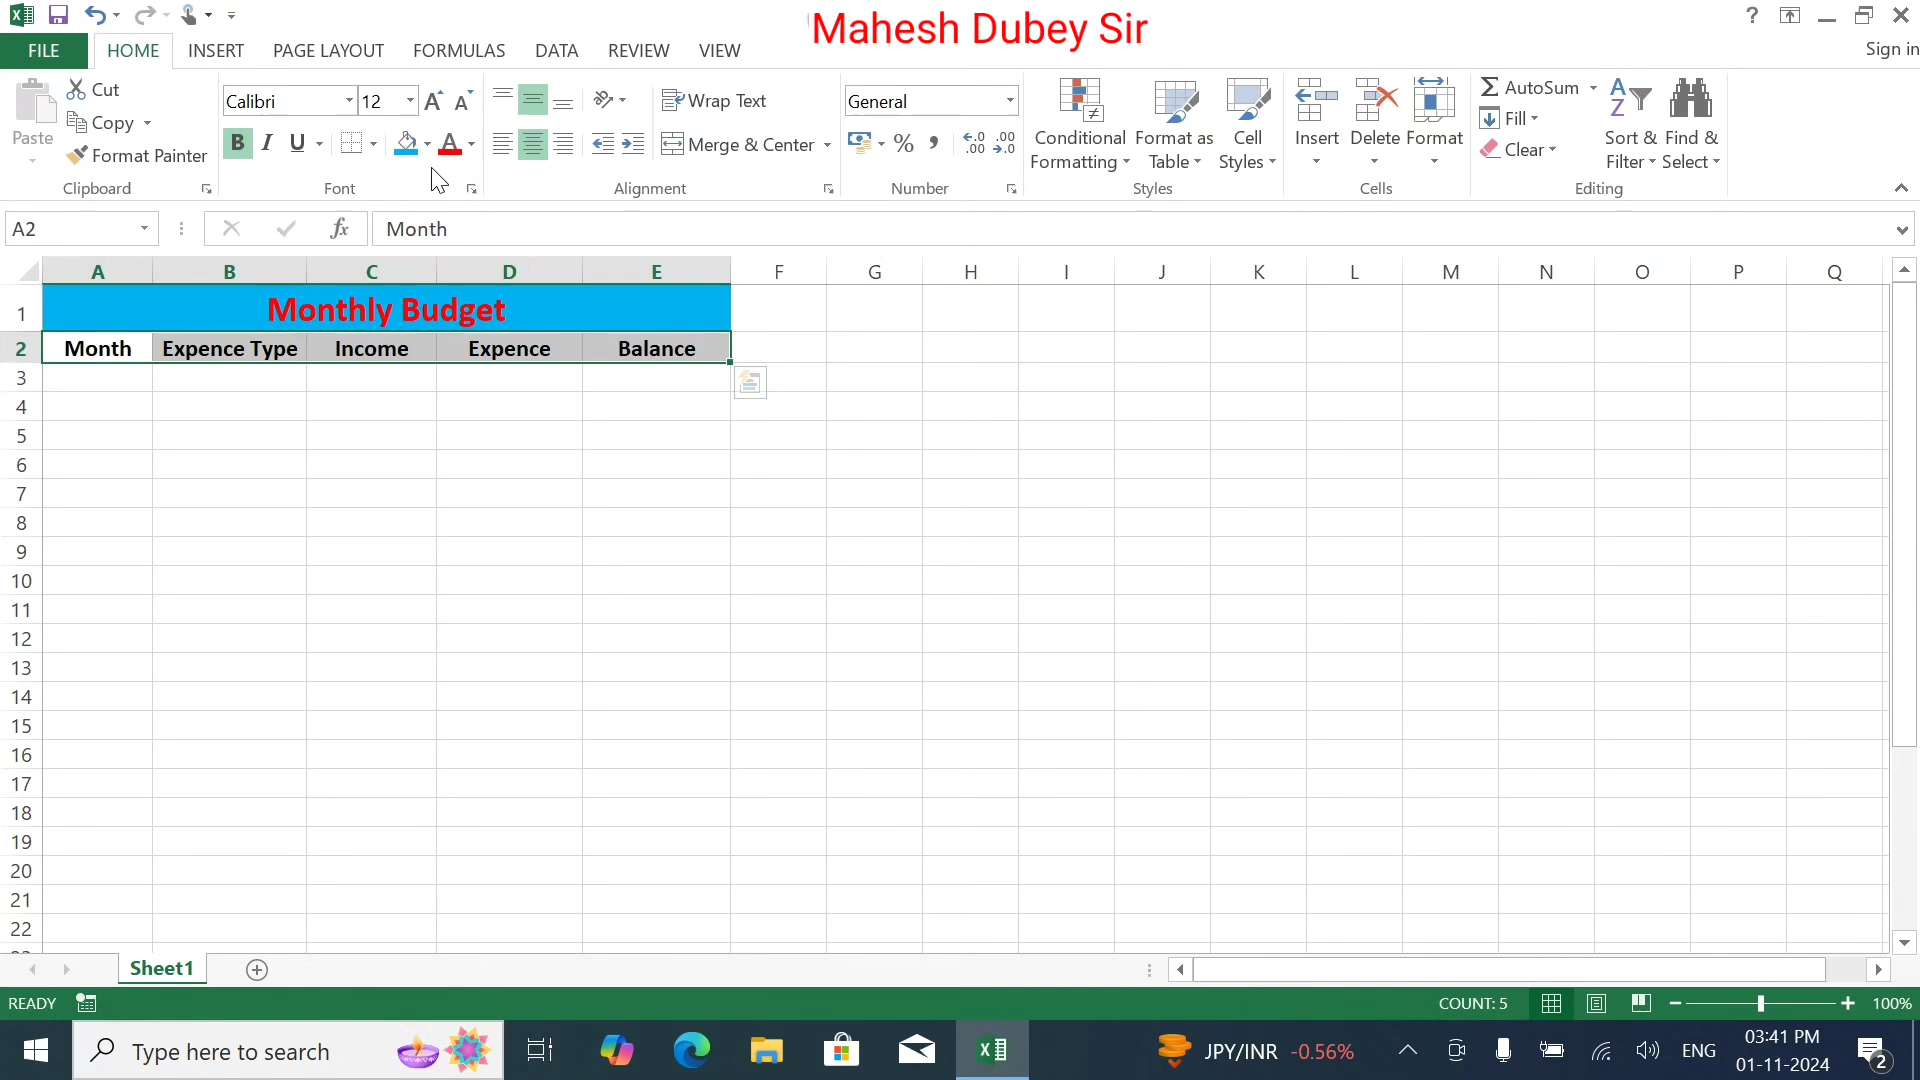 Mahesh Dubey Sir
?
Sign in
FILE HOME INSERT PAGE LAYOUT FORMULAS DATA REVIEW VIEW
Paste
Cut
Copy
Format Painter
Clipboard
Calibri 12
B I U A
Font
Wrap Text
Merge & Center
Alignment
General
% , .00 .00
Number
Conditional Formatting
Format as Table
Cell Styles
Styles
Insert Delete Format
Cells
AutoSum
Fill
Clear
Sort & Filter
Find & Select
Editing
A2 fx Month
A B C D E F G H I J K L M N O P Q
1 Monthly Budget
2 Month Expence Type Income Expence Balance
3
4
5
6
7
8
9
10
11
12
13
14
15
16
17
18
19
20
21
22
Sheet1
READY COUNT: 5 100%
Type here to search JPY/INR -0.56% ENG 03:41 PM
01-11-2024
2